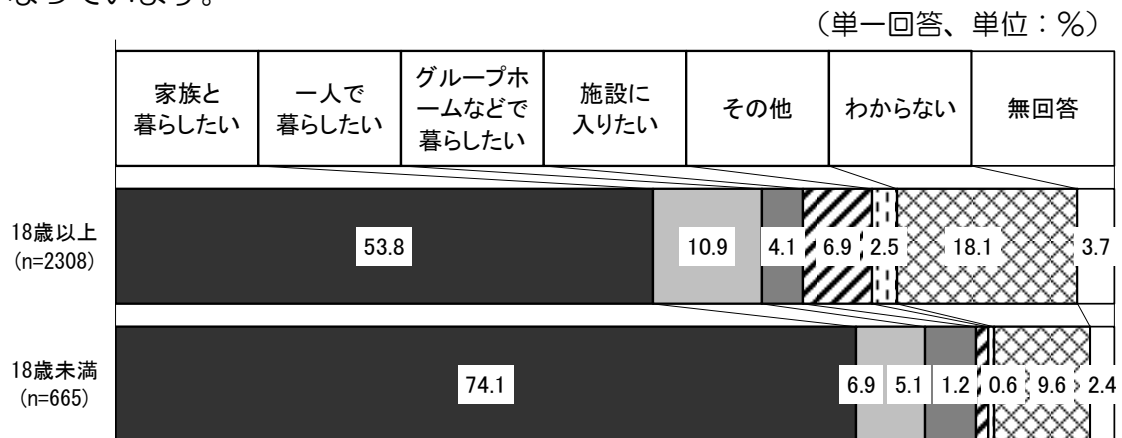 なっています。
（単一回答、単位：％）
家族と
暮らしたい
一人で
暮らしたい
グループホ
ームなどで
暮らしたい
施設に
入りたい
その他
わからない
無回答
18歳以上
(n=2308)
53.8
10.9
4.1
6.9
2.5
18.1
3.7
18歳未満
(n=665)
74.1
6.9
5.1
1.2
0.6
9.6
2.4